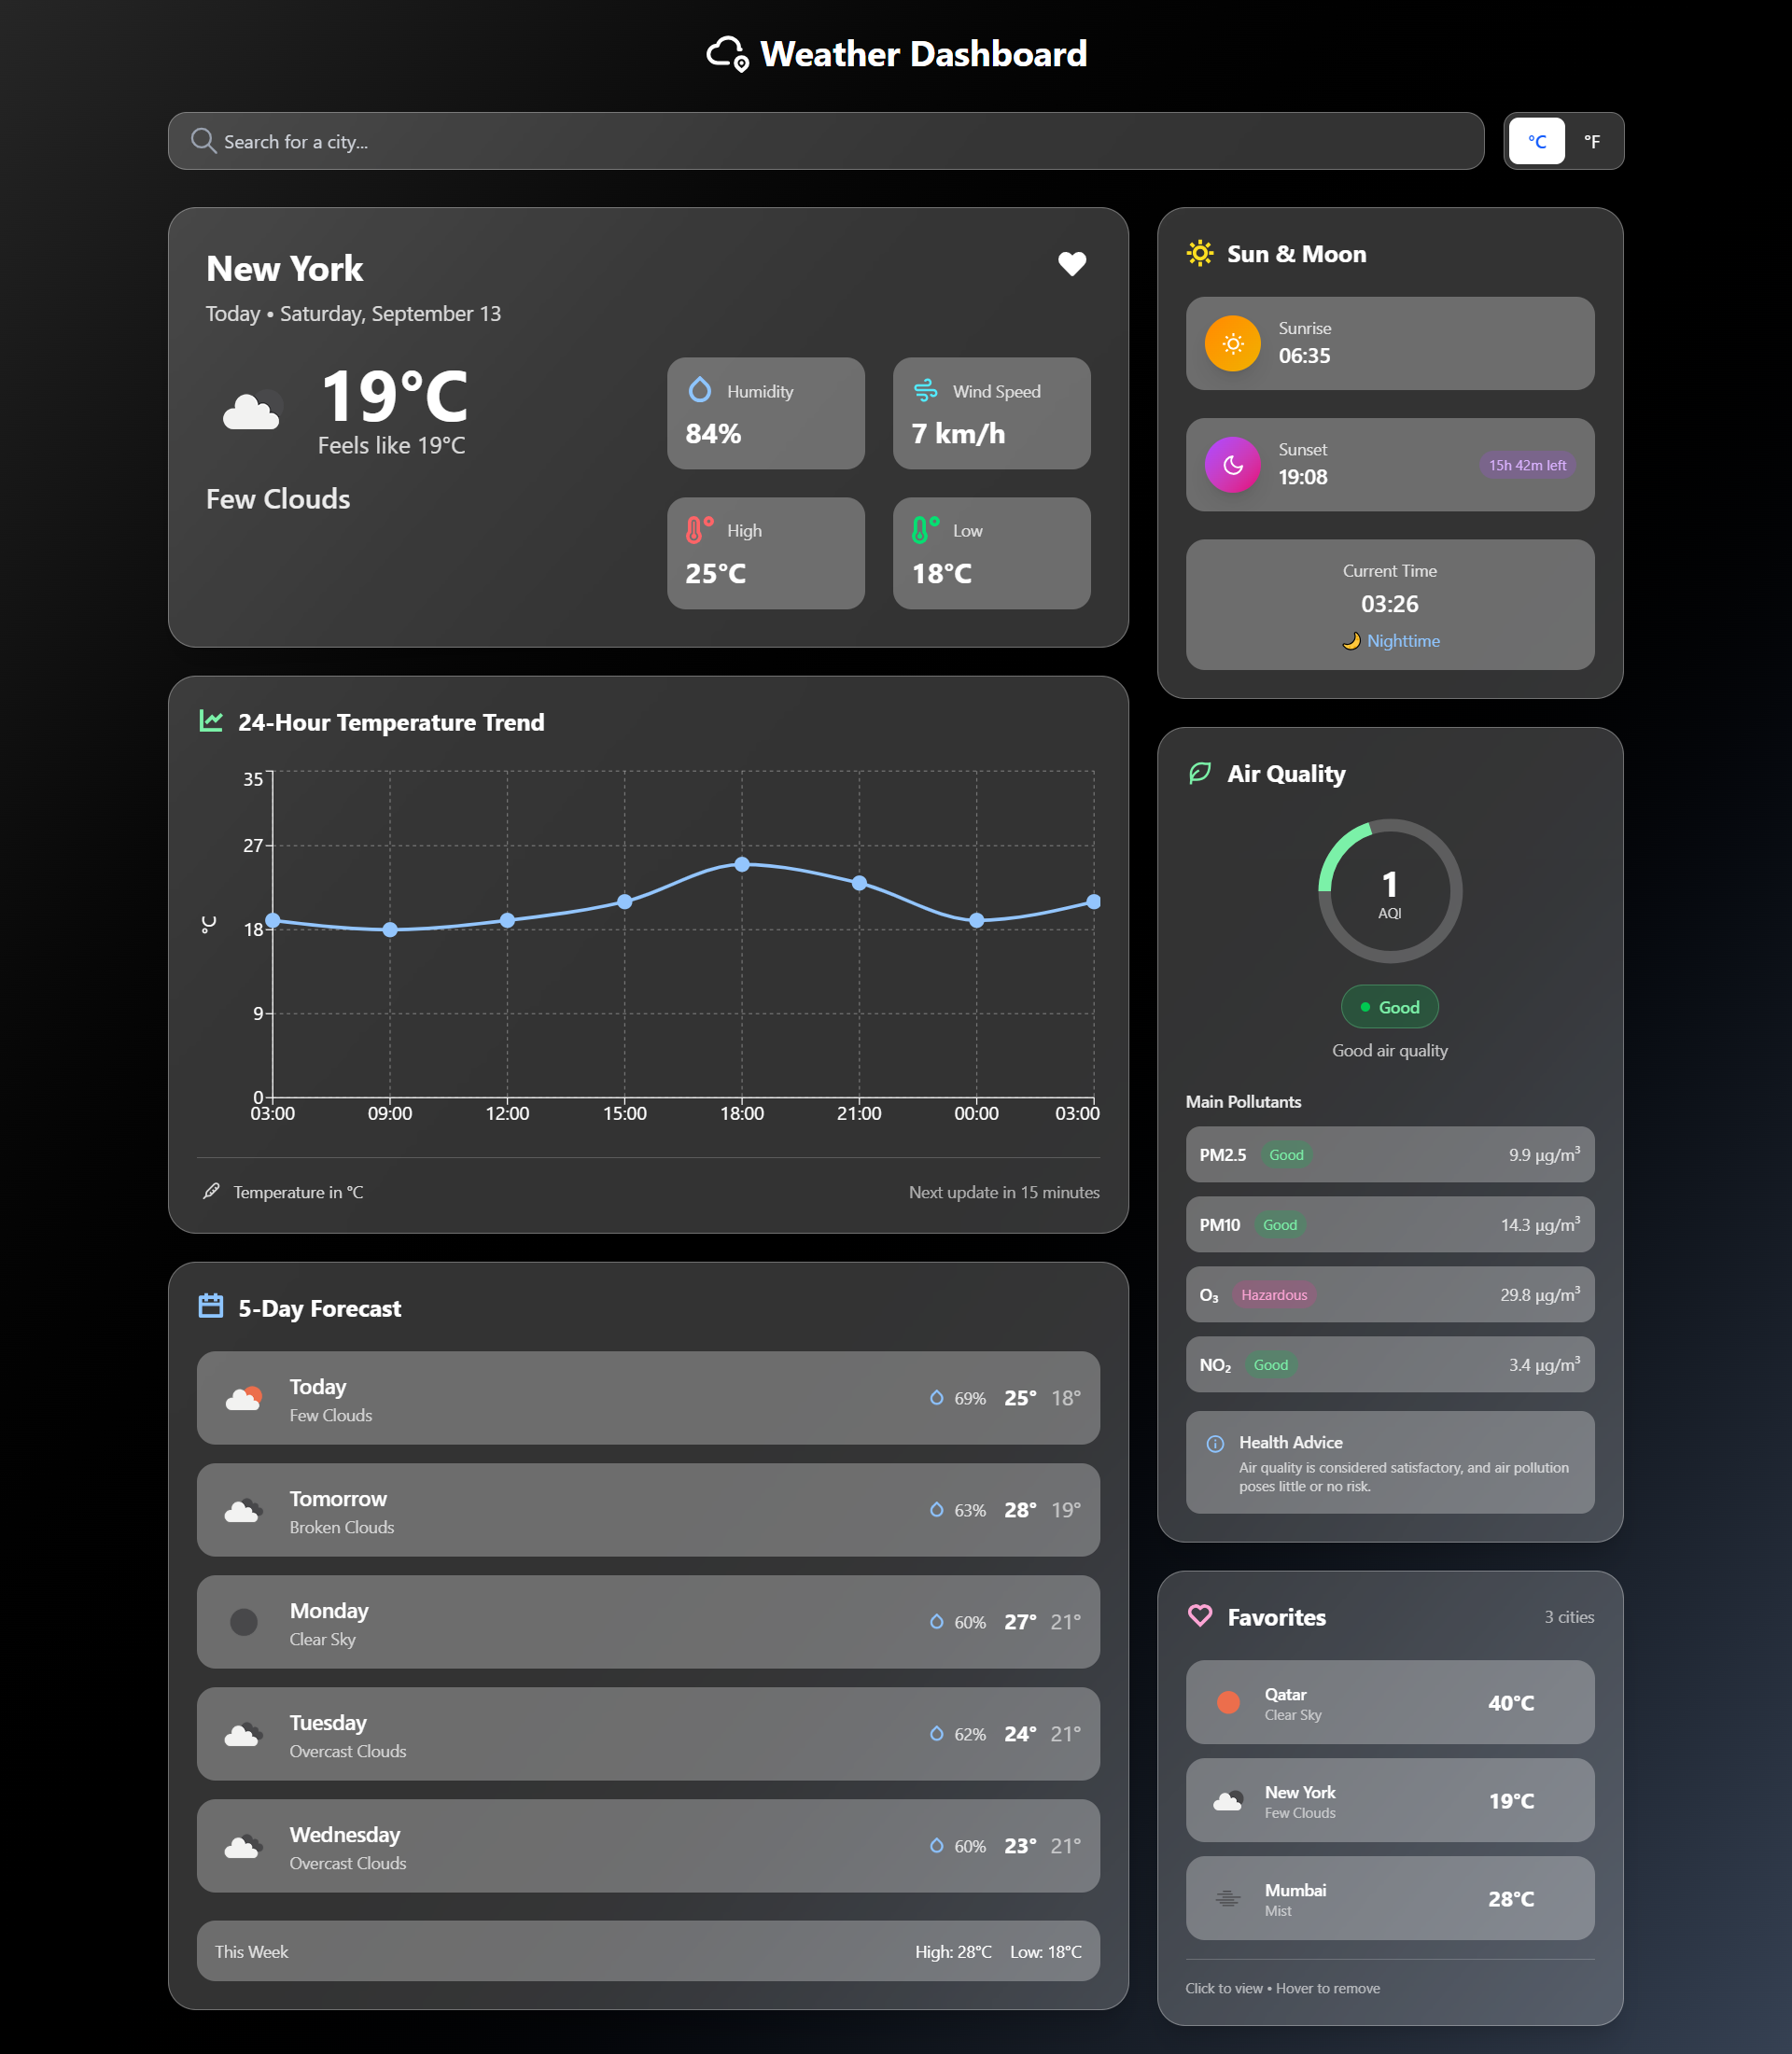 Weather Dashboard
Search for a city...
°C °F
New York
Today • Saturday, September 13
19°C
Feels like 19°C
Few Clouds
Humidity
84%
Wind Speed
7 km/h
High
25°C
Low
18°C
Sun & Moon
Sunrise
06:35
Sunset
19:08
15h 42m left
Current Time
03:26
Nighttime
24-Hour Temperature Trend
35
27
18
9
0
°C
03:00 09:00 12:00 15:00 18:00 21:00 00:00 03:00
Temperature in °C
Next update in 15 minutes
Air Quality
1
AQI
Good
Good air quality
Main Pollutants
PM2.5 Good 9.9 µg/m³
PM10 Good 14.3 µg/m³
O₃ Hazardous 29.8 µg/m³
NO₂ Good 3.4 µg/m³
Health Advice
Air quality is considered satisfactory, and air pollution
poses little or no risk.
5-Day Forecast
Today
Few Clouds
69% 25° 18°
Tomorrow
Broken Clouds
63% 28° 19°
Monday
Clear Sky
60% 27° 21°
Tuesday
Overcast Clouds
62% 24° 21°
Wednesday
Overcast Clouds
60% 23° 21°
This Week High: 28°C Low: 18°C
Favorites 3 cities
Qatar
Clear Sky
40°C
New York
Few Clouds
19°C
Mumbai
Mist
28°C
Click to view • Hover to remove